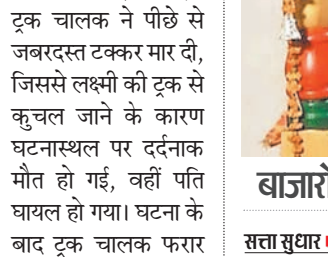 ट्रक चालक ने पीछे से
जबरदस्त टक्कर मार दी,
जिससे लक्ष्मी की ट्रक से
कुचल जाने के कारण
घटनास्थल पर दर्दनाक
मौत हो गई, वहीं पति
घायल हो गया। घटना के
बाद ट्रक चालक फरार
सत्ता सुधार